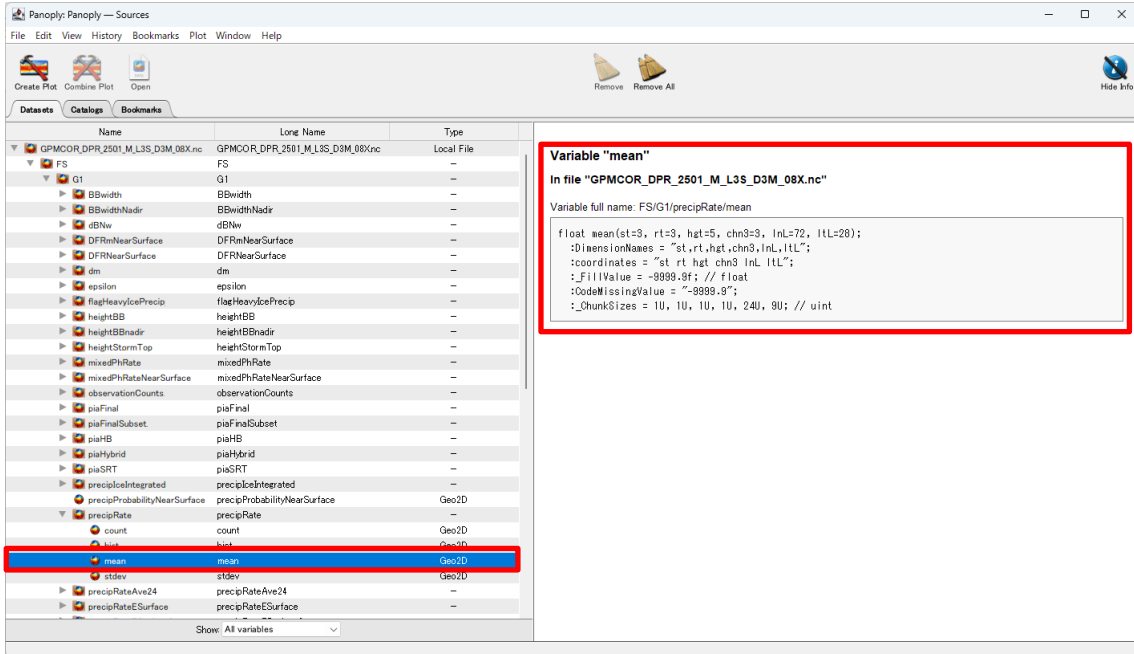 Panoply: Panoply — Sources
File Edit View History Bookmarks Plot Window Help
Create Plot Combine Plot Open Remove Remove All Hide Info
Datasets Catalogs Bookmarks
Name Long Name Type
GPMCOR_DPR_2501_M_L3S_D3M_08X.nc GPMCOR_DPR_2501_M_L3S_D3M_08X.nc Local File
FS FS —
G1 G1 —
BBwidth BBwidth —
BBwidthNadir BBwidthNadir —
dBNw dBNw —
DFRmNearSurface DFRmNearSurface —
DFRNearSurface DFRNearSurface —
dm dm —
epsilon epsilon —
flagHeavyIcePrecip flagHeavyIcePrecip —
heightBB heightBB —
heightBBnadir heightBBnadir —
heightStormTop heightStormTop —
mixedPhRate mixedPhRate —
mixedPhRateNearSurface mixedPhRateNearSurface —
observationCounts observationCounts —
piaFinal piaFinal —
piaFinalSubset piaFinalSubset —
piaHB piaHB —
piaHybrid piaHybrid —
piaSRT piaSRT —
precipIceIntegrated precipIceIntegrated —
precipProbabilityNearSurface precipProbabilityNearSurface Geo2D
precipRate precipRate —
count count Geo2D
hist hist Geo2D
mean mean Geo2D
stdev stdev Geo2D
precipRateAve24 precipRateAve24 —
precipRateESurface precipRateESurface —
Show: All variables
Variable "mean"
In file "GPMCOR_DPR_2501_M_L3S_D3M_08X.nc"
Variable full name: FS/G1/precipRate/mean
float mean(st=3, rt=3, hgt=5, chn3=3, lnL=72, ltL=28);
:DimensionNames = "st,rt,hgt,chn3,lnL,ltL";
:coordinates = "st rt hgt chn3 lnL ltL";
:_FillValue = -9999.9f; // float
:CodeMissingValue = "-9999.9";
:_ChunkSizes = 1U, 1U, 1U, 1U, 24U, 9U; // uint